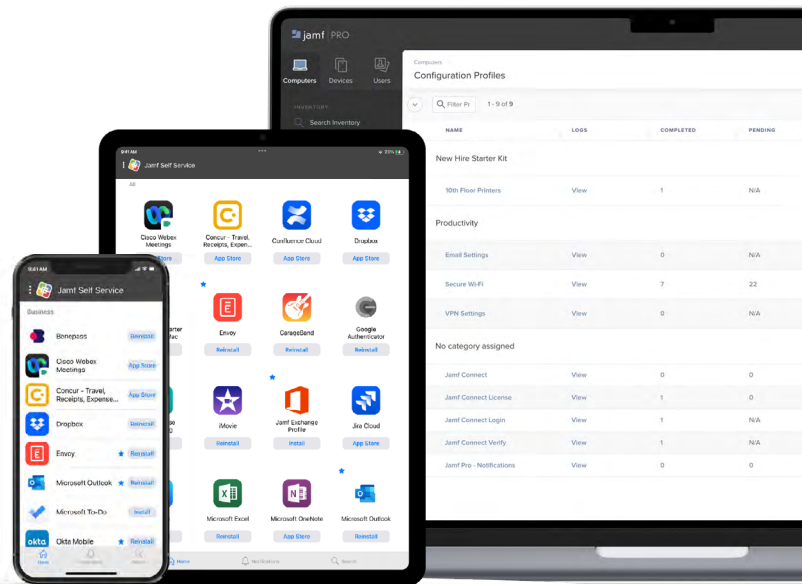 jamf PRO
Computers
Devices
Users
INVENTORY
Search Inventory
Computers
Configuration Profiles
Filter Pr
1 - 9 of 9
NAME LOGS COMPLETED PENDING
New Hire Starter Kit
10th Floor Printers View 1 N/A
Productivity
Email Settings View 0 N/A
Secure Wi-Fi View 7 22
VPN Settings View 0 N/A
No category assigned
Jamf Connect View 0 0
Jamf Connect License View 1 0
Jamf Connect Login View 1 N/A
Jamf Connect Verify View 1 N/A
Jamf Pro - Notifications View 0 0
9:41 AM
Jamf Self Service
All
Cisco Webex
Meetings
Store
Concur - Travel,
Receipts, Expen...
App Store
Confluence Cloud
App Store
Dropbox
App Store
arter
Mac
Envoy
Reinstall
GarageBand
Reinstall
Google
Authenticator
Reinstall
iMovie
Reinstall
Jamf Exchange
Profile
Install
Jira Cloud
App Store
Microsoft Excel
Reinstall
Microsoft OneNote
App Store
Microsoft Outlook
Reinstall
Home
Notifications
Search
9:41 AM
Jamf Self Service
Business
Benepass
Reinstall
Cisco Webex
Meetings
App Store
Concur - Travel,
Receipts, Expense...
App Store
Dropbox
Reinstall
Envoy
Reinstall
Microsoft Outlook
Reinstall
Microsoft To-Do
Install
okta
Okta Mobile
Reinstall
Home